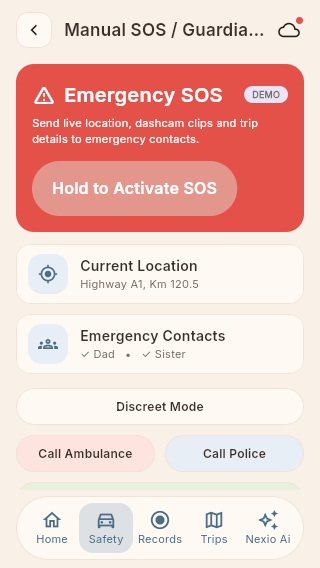 Manual SOS / Guardia...
Emergency SOS
DEMO
Send live location, dashcam clips and trip
details to emergency contacts.
Hold to Activate SOS
Current Location
Highway A1, Km 120.5
Emergency Contacts
✓ Dad • ✓ Sister
Discreet Mode
Call Ambulance
Call Police
Home
Safety
Records
Trips
Nexio Ai